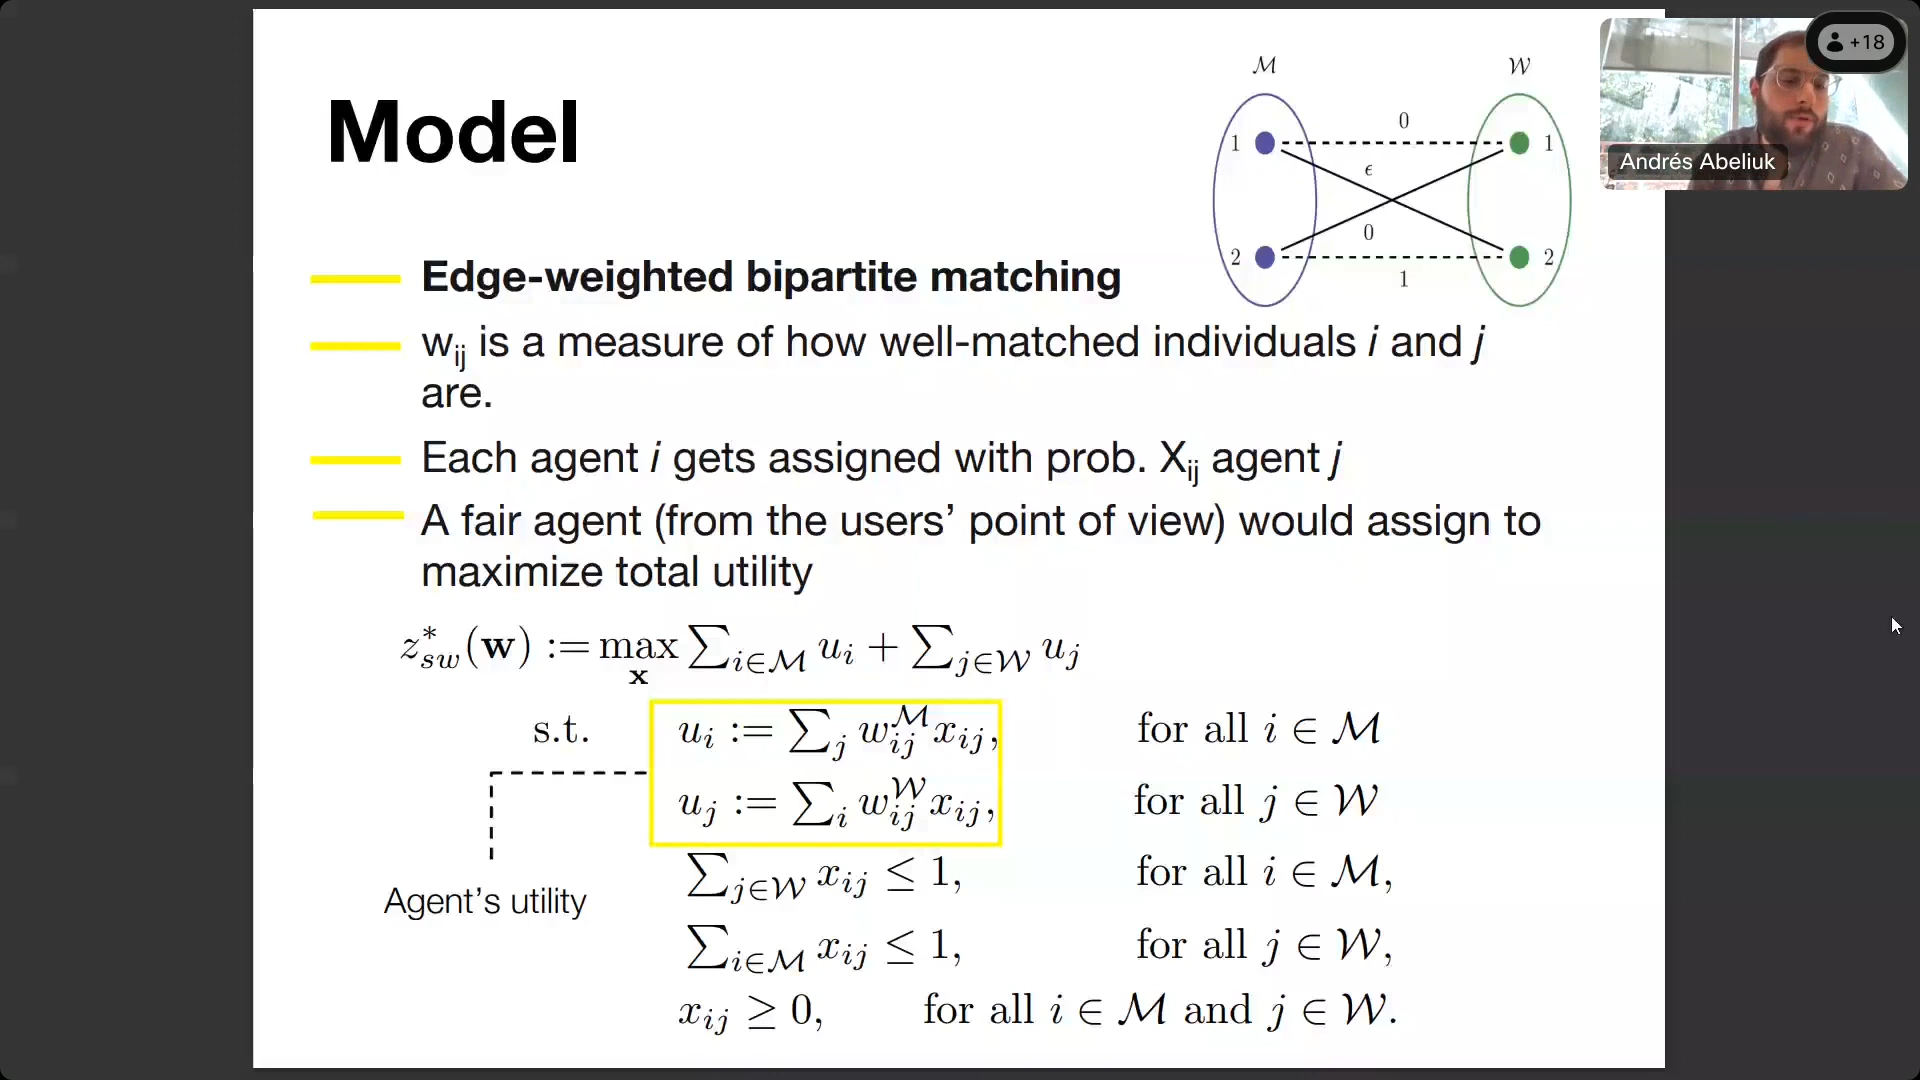 Model
ℳ 𝒲
0
1 1
ϵ
0
2 2
1
+18
Andrés Abeliuk
Edge-weighted bipartite matching
w_ij is a measure of how well-matched individuals i and j
are.
Each agent i gets assigned with prob. X_ij agent j
A fair agent (from the users’ point of view) would assign to
maximize total utility
z*_sw(w) := max_x ∑_{i∈ℳ} u_i + ∑_{j∈𝒲} u_j
s.t. u_i := ∑_j w_ij^ℳ x_ij, for all i ∈ ℳ
u_j := ∑_i w_ij^𝒲 x_ij, for all j ∈ 𝒲
∑_{j∈𝒲} x_ij ≤ 1, for all i ∈ ℳ,
Agent’s utility
∑_{i∈ℳ} x_ij ≤ 1, for all j ∈ 𝒲,
x_ij ≥ 0, for all i ∈ ℳ and j ∈ 𝒲.